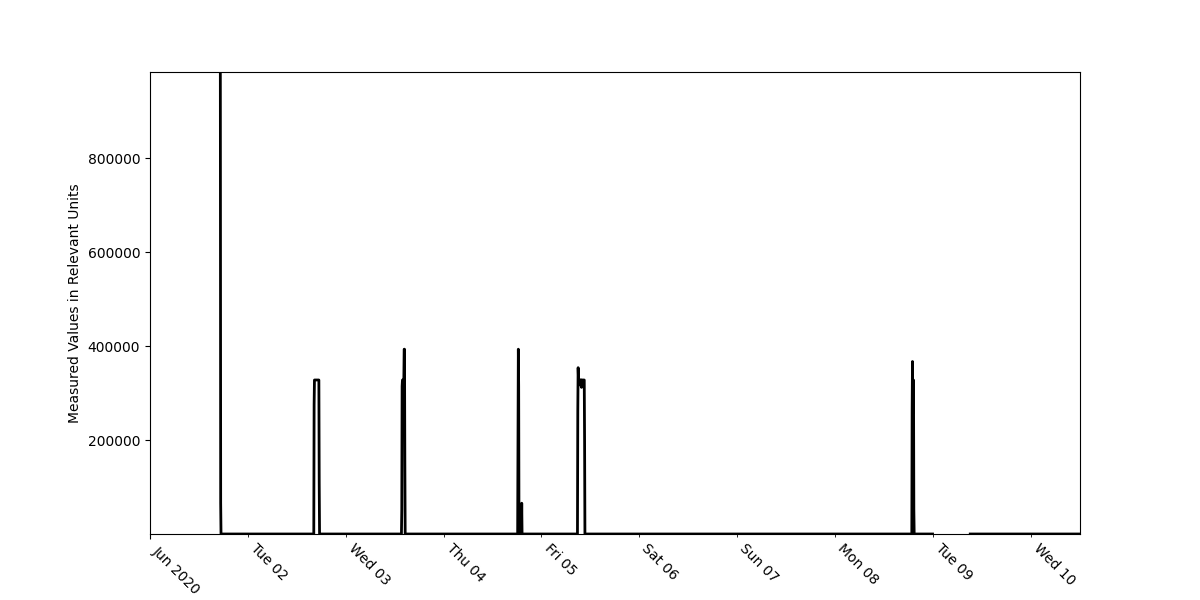 800000
600000
400000
200000
Measured Values in Relevant Units
Jun 2020
Tue 02
Wed 03
Thu 04
Fri 05
Sat 06
Sun 07
Mon 08
Tue 09
Wed 10